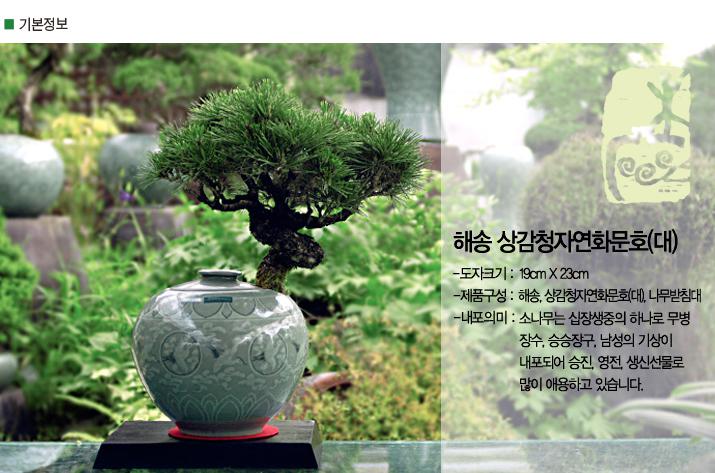 기본정보
해송 상감청자연화문호(대)
-도자크기 : 19cm X 23cm
-제품구성 : 해송, 상감청자연화문호(대), 나무받침대
-내포의미 : 소나무는 십장생중의 하나로 무병
장수, 승승장구, 남성의 기상이
내포되어 승진, 영전, 생신선물로
많이 애용하고 있습니다.